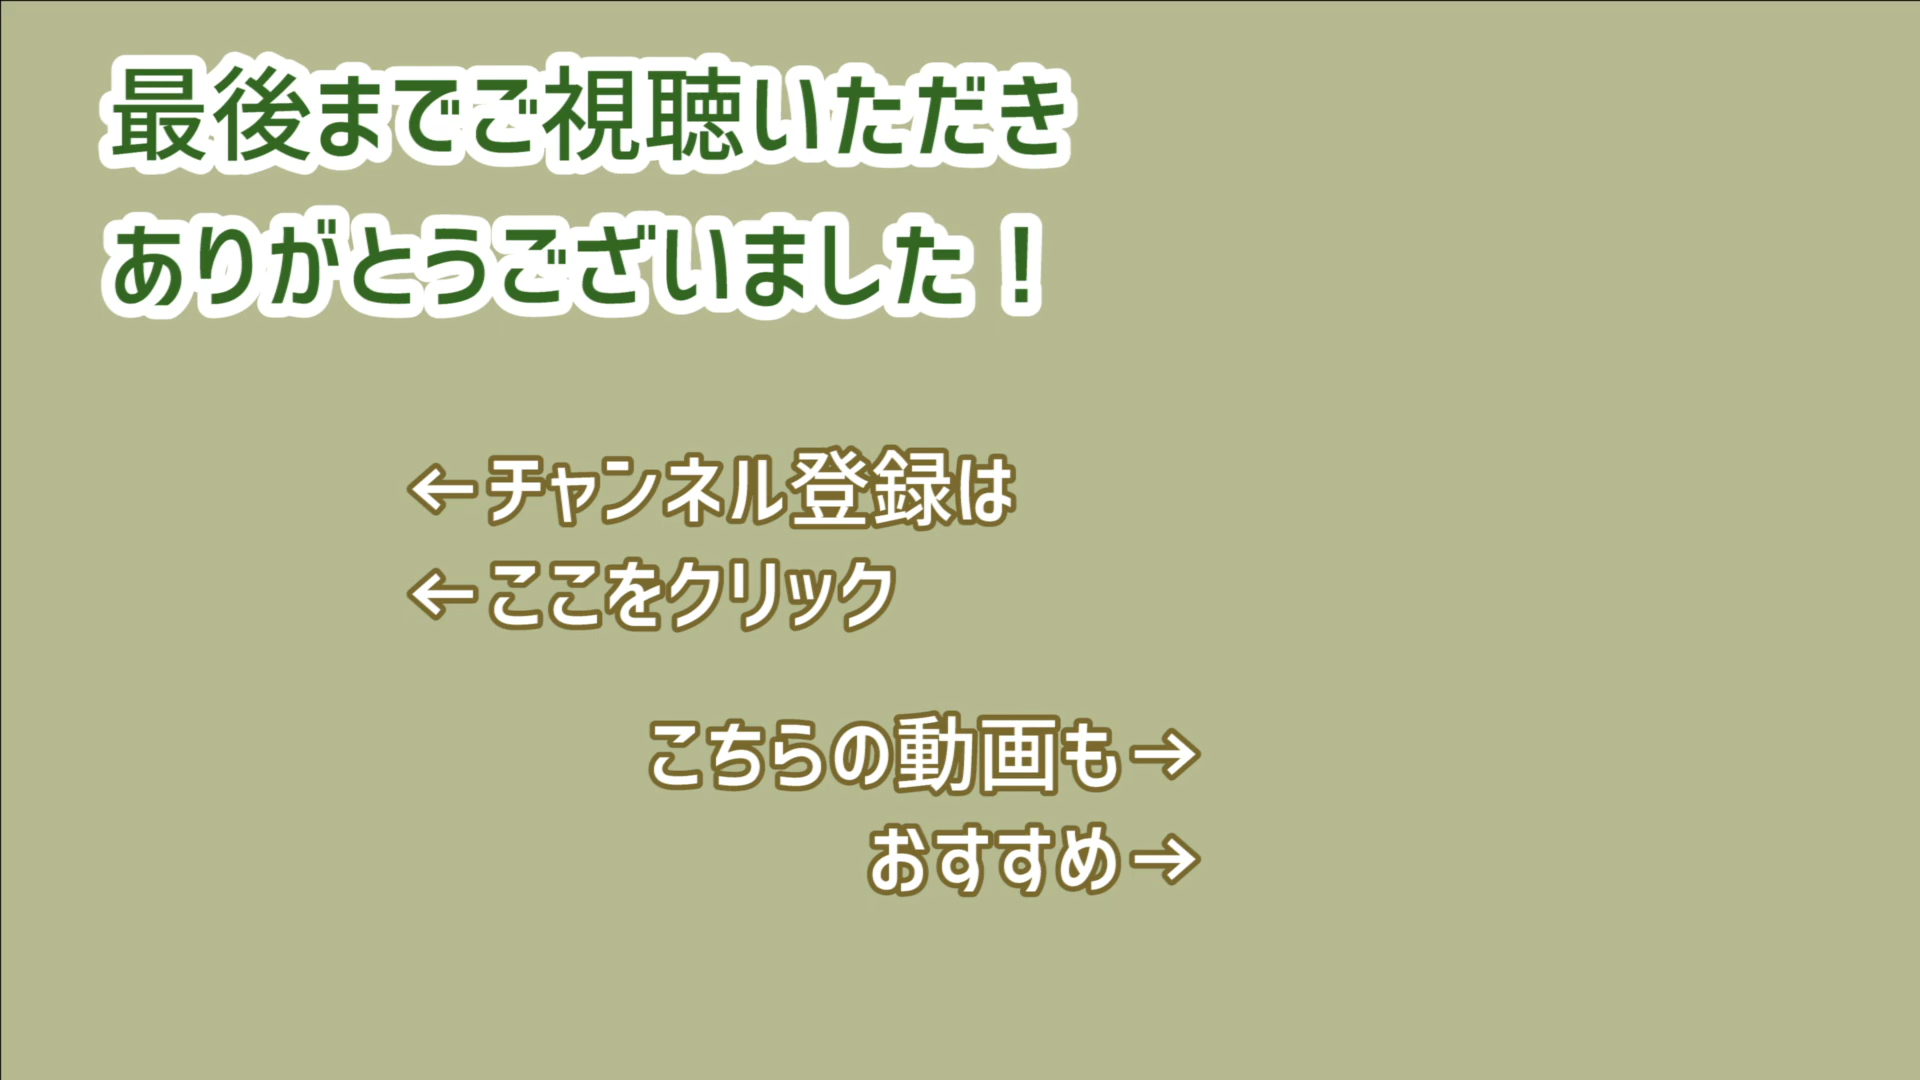 最後までご視聴いただき
ありがとうございました！
←チャンネル登録は
←ここをクリック
こちらの動画も→
おすすめ→